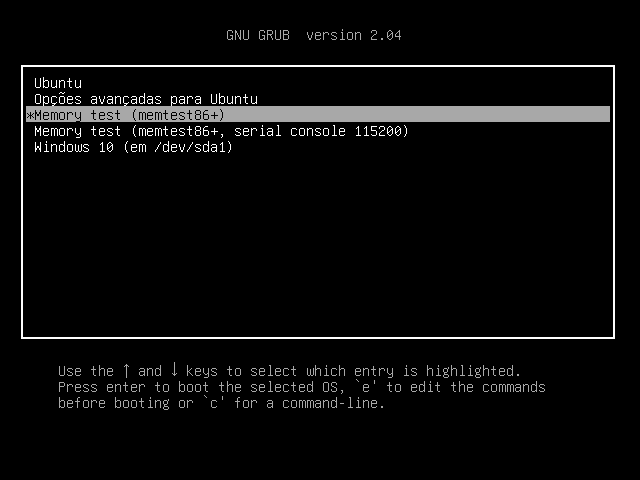 GNU GRUB  version 2.04
Ubuntu
Opções avançadas para Ubuntu
*Memory test (memtest86+)
Memory test (memtest86+, serial console 115200)
Windows 10 (em /dev/sda1)
Use the ↑ and ↓ keys to select which entry is highlighted.
Press enter to boot the selected OS, `e' to edit the commands
before booting or `c' for a command-line.